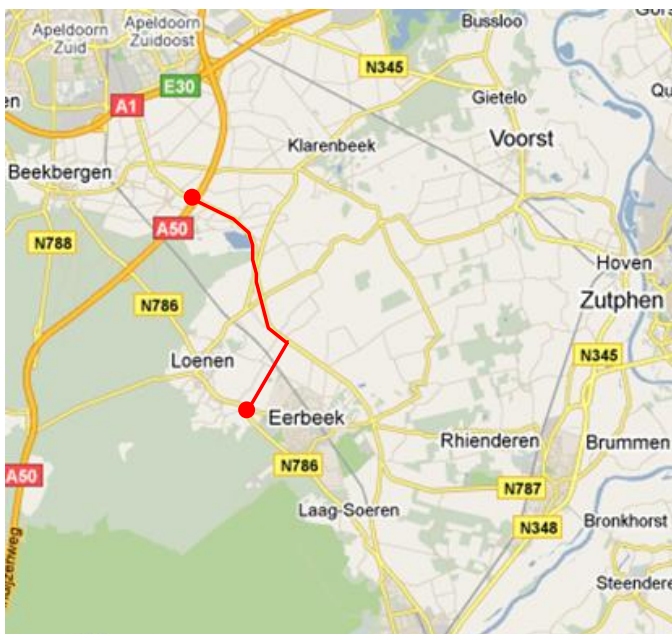 Apeldoorn
Zuid
Apeldoorn
Zuidoost
Bussloo
N345
E30
Gietelo
A1
Voorst
Klarenbeek
Beekbergen
A50
N788
Hoven
N786
Zutphen
Loenen
N345
Eerbeek
Rhienderen
Brummen
N786
A50
N787
Laag-Soeren
N348
Bronkhorst
Steendere